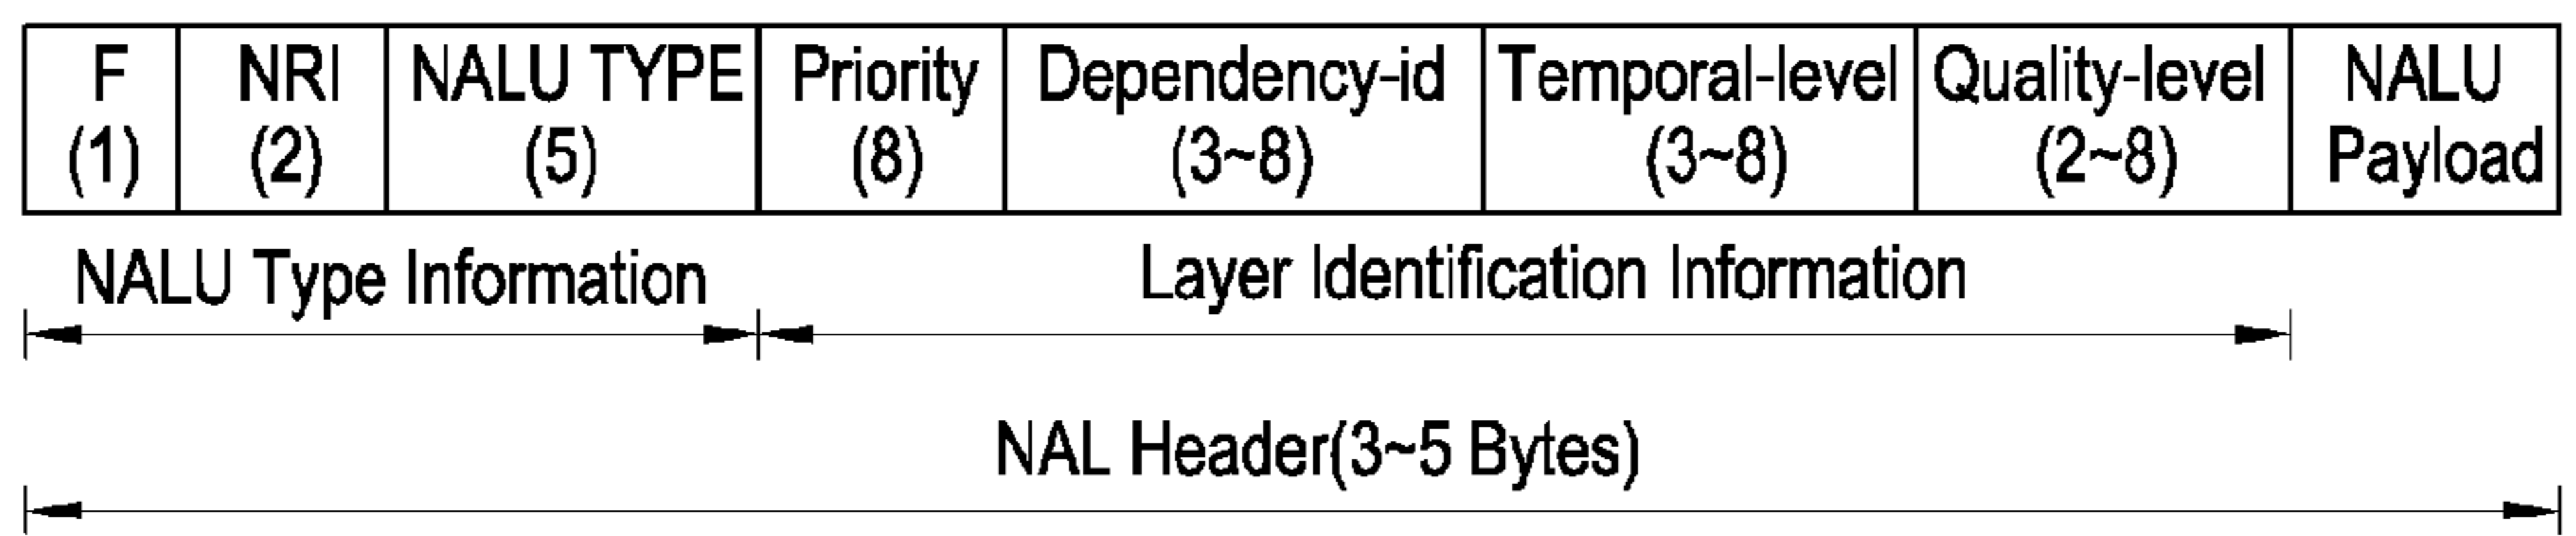 F NRI NALU TYPE Priority Dependency-id Temporal-level Quality-level NALU
(1) (2) (5) (8) (3~8) (3~8) (2~8) Payload
NALU Type Information Layer Identification Information
NAL Header(3~5 Bytes)